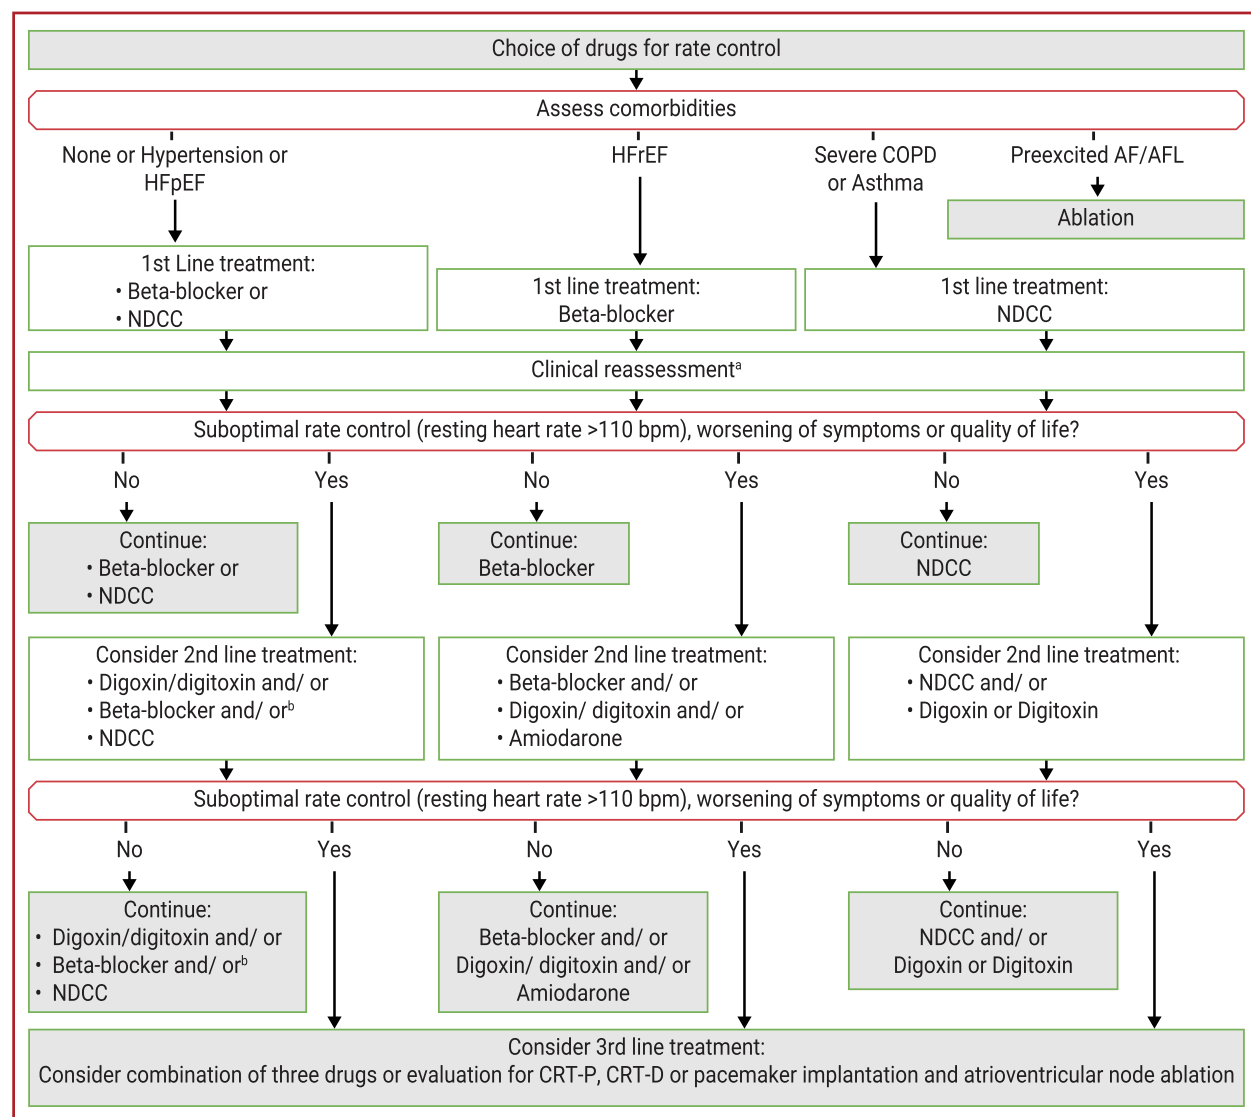 Choice of drugs for rate control
Assess comorbidities
None or Hypertension or
HFpEF
HFrEF
Severe COPD
or Asthma
Preexcited AF/AFL
Ablation
1st Line treatment:
• Beta-blocker or
• NDCC
1st line treatment:
Beta-blocker
1st line treatment:
NDCC
Clinical reassessmentᵃ
Suboptimal rate control (resting heart rate >110 bpm), worsening of symptoms or quality of life?
No
Yes
No
Yes
No
Yes
Continue:
• Beta-blocker or
• NDCC
Continue:
Beta-blocker
Continue:
NDCC
Consider 2nd line treatment:
• Digoxin/digitoxin and/ or
• Beta-blocker and/ orᵇ
• NDCC
Consider 2nd line treatment:
• Beta-blocker and/ or
• Digoxin/ digitoxin and/ or
• Amiodarone
Consider 2nd line treatment:
• NDCC and/ or
• Digoxin or Digitoxin
Suboptimal rate control (resting heart rate >110 bpm), worsening of symptoms or quality of life?
No
Yes
No
Yes
No
Yes
Continue:
• Digoxin/digitoxin and/ or
• Beta-blocker and/ orᵇ
• NDCC
Continue:
Beta-blocker and/ or
Digoxin/ digitoxin and/ or
Amiodarone
Continue:
NDCC and/ or
Digoxin or Digitoxin
Consider 3rd line treatment:
Consider combination of three drugs or evaluation for CRT-P, CRT-D or pacemaker implantation and atrioventricular node ablation